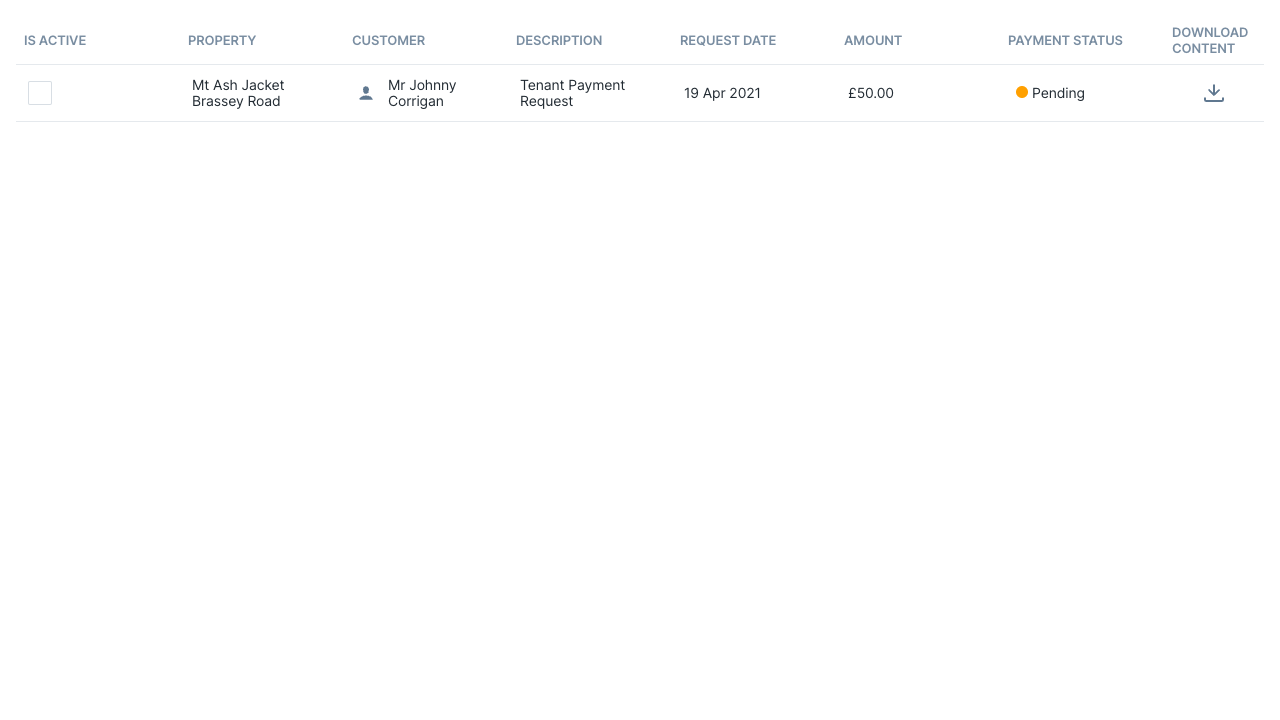 IS ACTIVE
PROPERTY
CUSTOMER
DESCRIPTION
REQUEST DATE
AMOUNT
PAYMENT STATUS
DOWNLOAD
CONTENT
Mt Ash Jacket
Brassey Road
Mr Johnny
Corrigan
Tenant Payment
Request
19 Apr 2021
£50.00
Pending